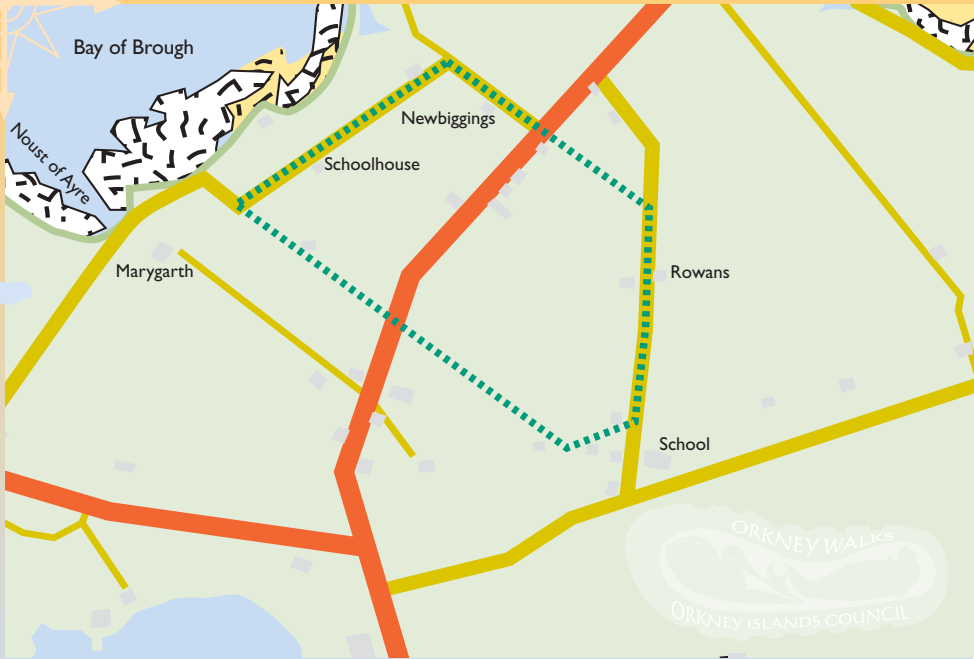 Bay of Brough
Newbiggings
Schoolhouse
Noust of Ayre
Marygarth
Rowans
School
ORKNEY WALKS
ORKNEY ISLANDS COUNCIL